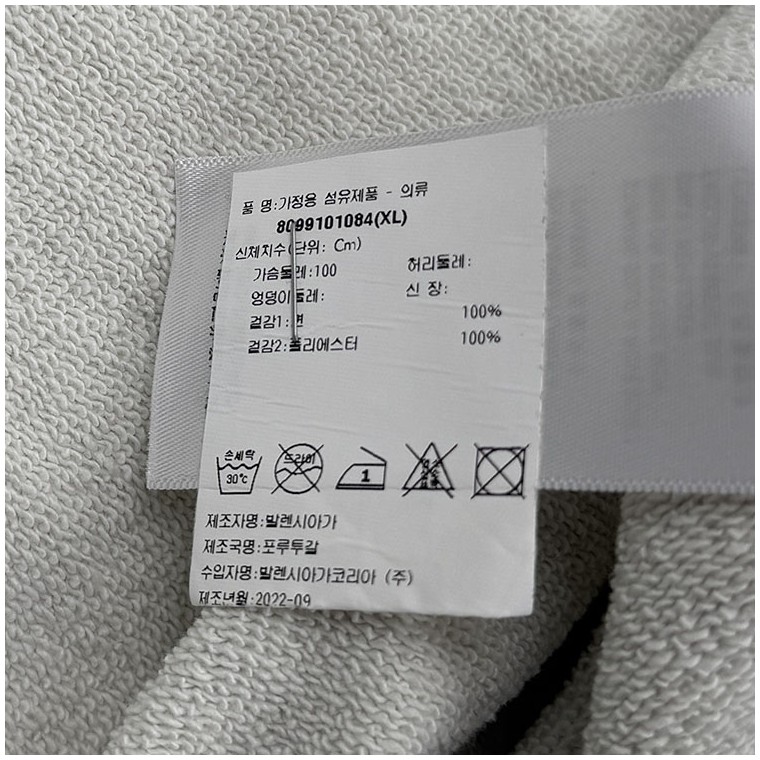 품 명:가정용 섬유제품 - 의류
8099101084(XL)
신체치수(단위: Cm)
가슴둘레:100 허리둘레:
엉덩이둘레: 신 장:
겉감1:면 100%
겉감2:폴리에스터 100%
손세탁 드라이
30℃ 1 염소 표백
제조자명:발렌시아가
제조국명:포루투갈
수입자명:발렌시아가코리아 (주)
제조년월:2022-09